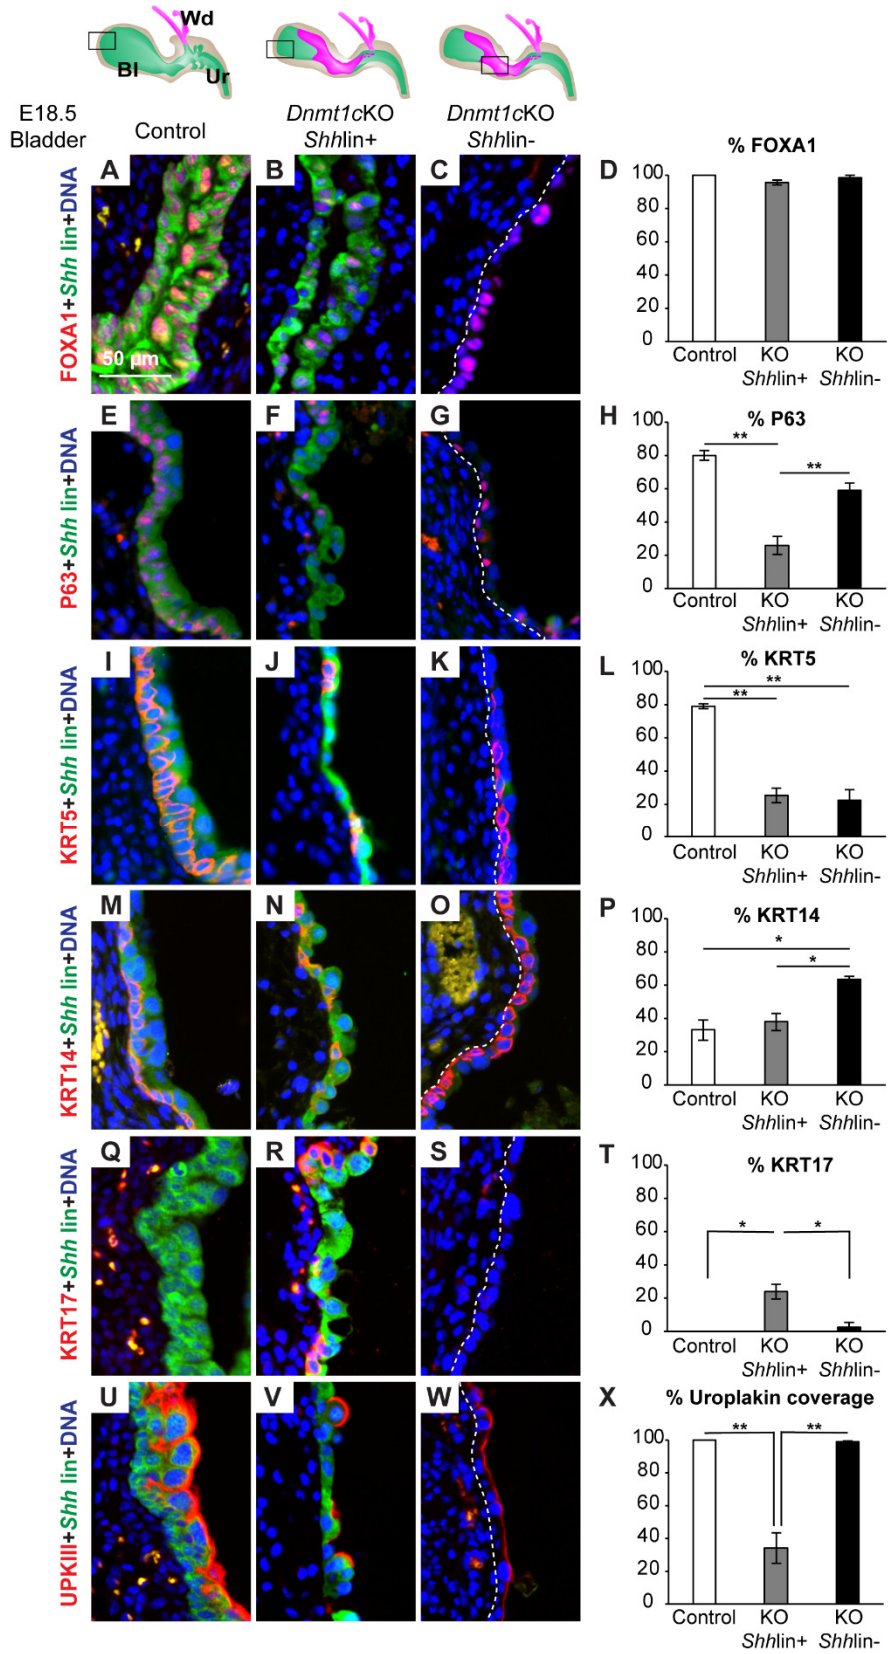 Wd
Bl
Ur
E18.5
Bladder
Control
Dnmt1cKO
Shhlin+
Dnmt1cKO
Shhlin-
FOXA1+Shh lin+DNA
A
50 µm
B
C
D
% FOXA1
100
80
60
40
20
0
Control
KO
Shhlin+
KO
Shhlin-
P63+Shh lin+DNA
E
F
G
H
% P63
100
80
60
40
20
0
**
**
Control
KO
Shhlin+
KO
Shhlin-
KRT5+Shh lin+DNA
I
J
K
L
% KRT5
100
80
60
40
20
0
**
**
Control
KO
Shhlin+
KO
Shhlin-
KRT14+Shh lin+DNA
M
N
O
P
% KRT14
100
80
60
40
20
0
*
*
Control
KO
Shhlin+
KO
Shhlin-
KRT17+Shh lin+DNA
Q
R
S
T
% KRT17
100
80
60
40
20
0
*
*
Control
KO
Shhlin+
KO
Shhlin-
UPKIII+Shh lin+DNA
U
V
W
X
% Uroplakin coverage
100
80
60
40
20
0
**
**
Control
KO
Shhlin+
KO
Shhlin-